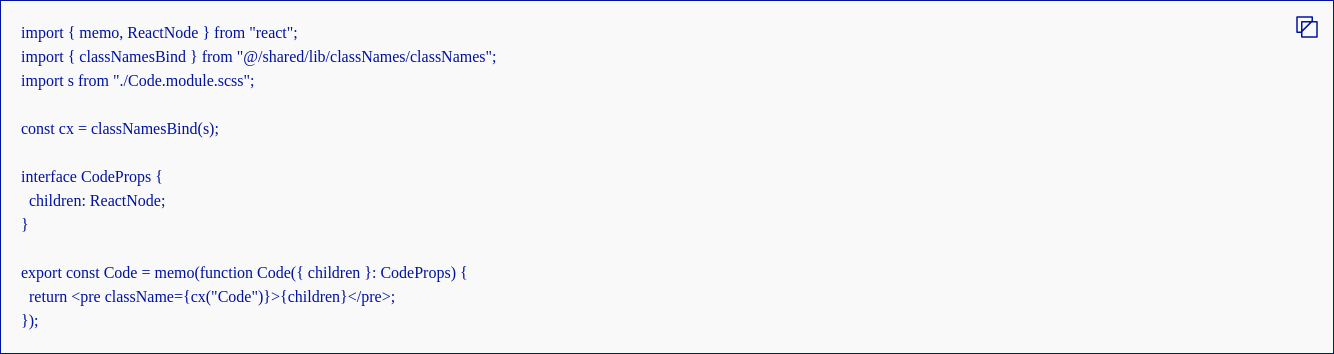 import { memo, ReactNode } from "react";
import { classNamesBind } from "@/shared/lib/classNames/classNames";
import s from "./Code.module.scss";

const cx = classNamesBind(s);

interface CodeProps {
  children: ReactNode;
}

export const Code = memo(function Code({ children }: CodeProps) {
  return <pre className={cx("Code")}>{children}</pre>;
});